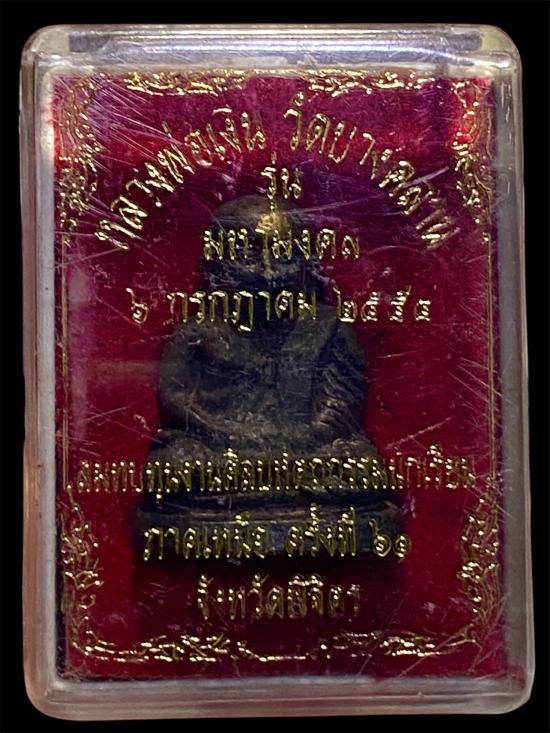 หลวงพ่อเงิน วัดบางคลาน
รุ่น
มหามงคล
๖ กรกฎาคม ๒๕๕๔
สมทบทุนงานศิลปหัตถกรรมนักเรียน
ภาคเหนือ ครั้งที่ ๖๑
จังหวัดพิจิตร